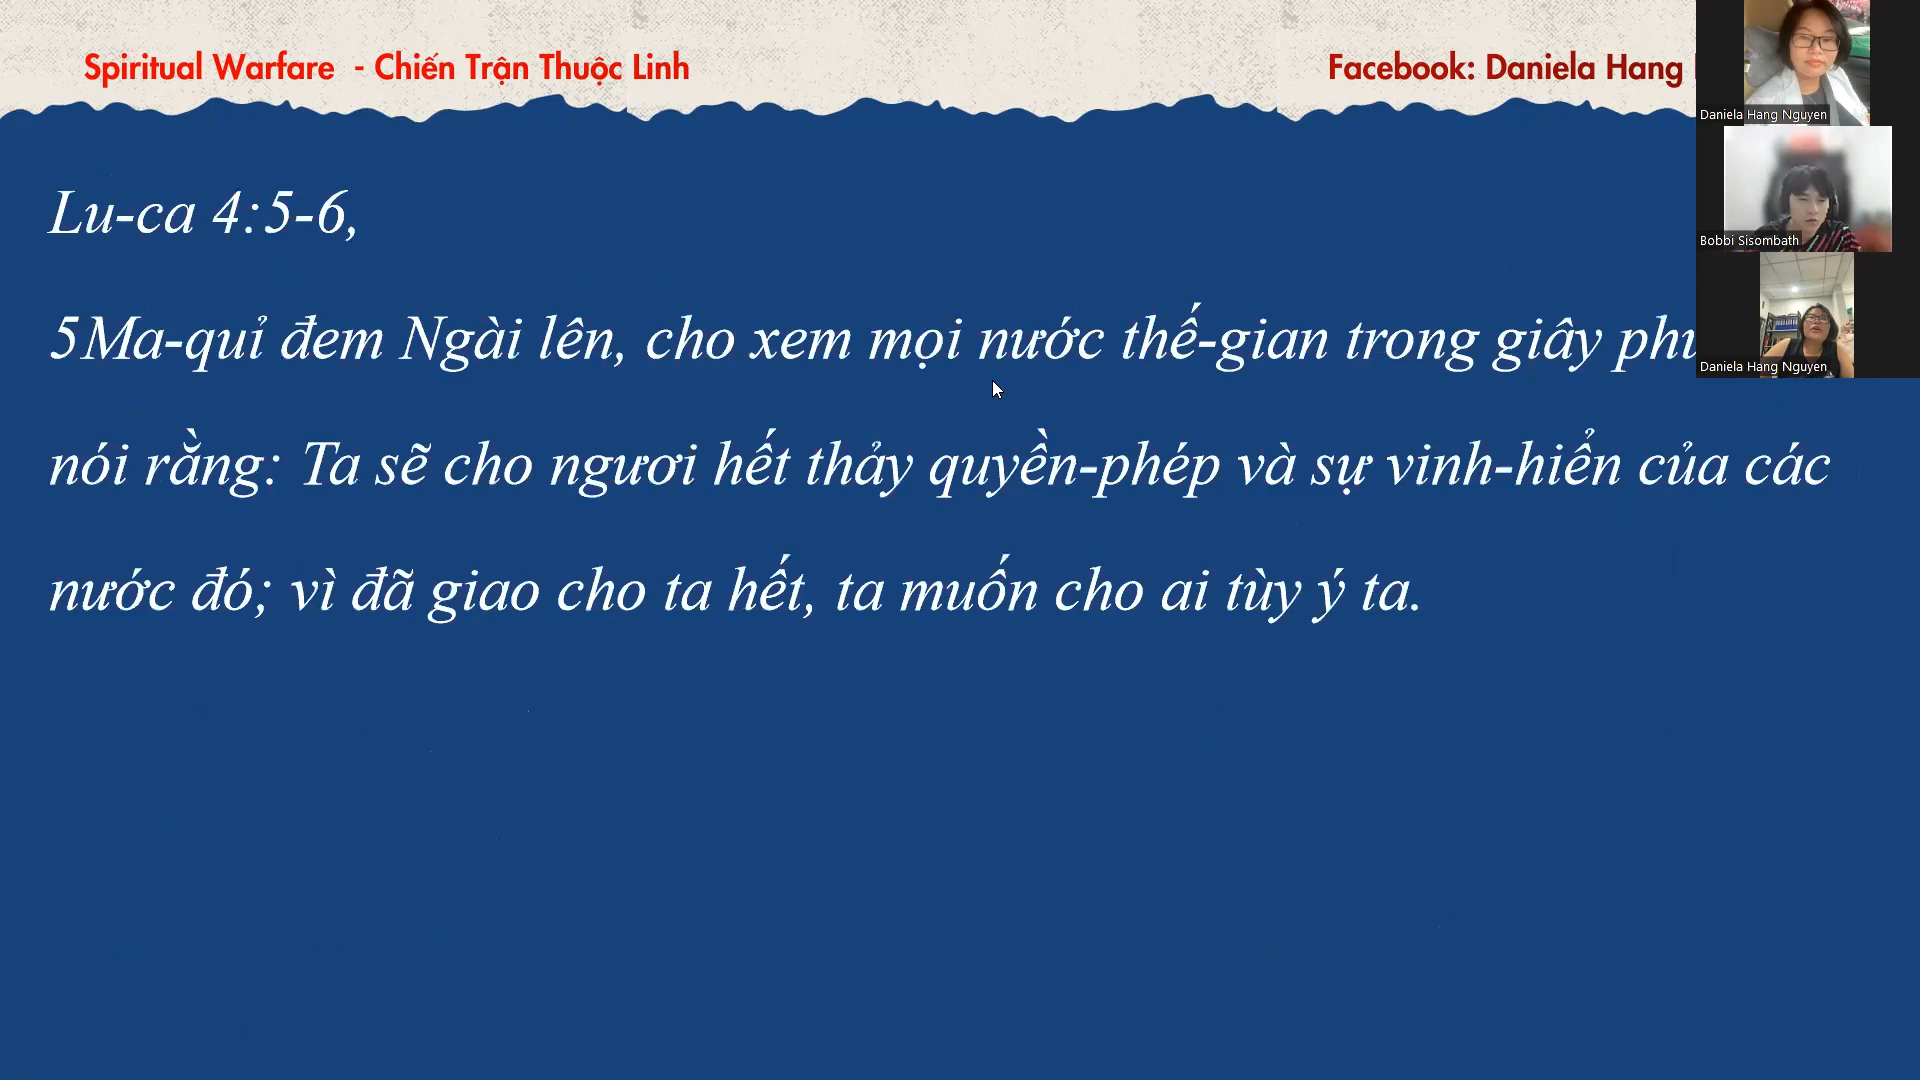 Spiritual Warfare - Chiến Trận Thuộc Linh
Facebook: Daniela Hang
Daniela Hang Nguyen
Bobbi Sisombath
Daniela Hang Nguyen
Lu-ca 4:5-6,
5Ma-quỉ đem Ngài lên, cho xem mọi nước thế-gian trong giây
nói rằng: Ta sẽ cho ngươi hết thảy quyền-phép và sự vinh-hiển của các
nước đó; vì đã giao cho ta hết, ta muốn cho ai tùy ý ta.